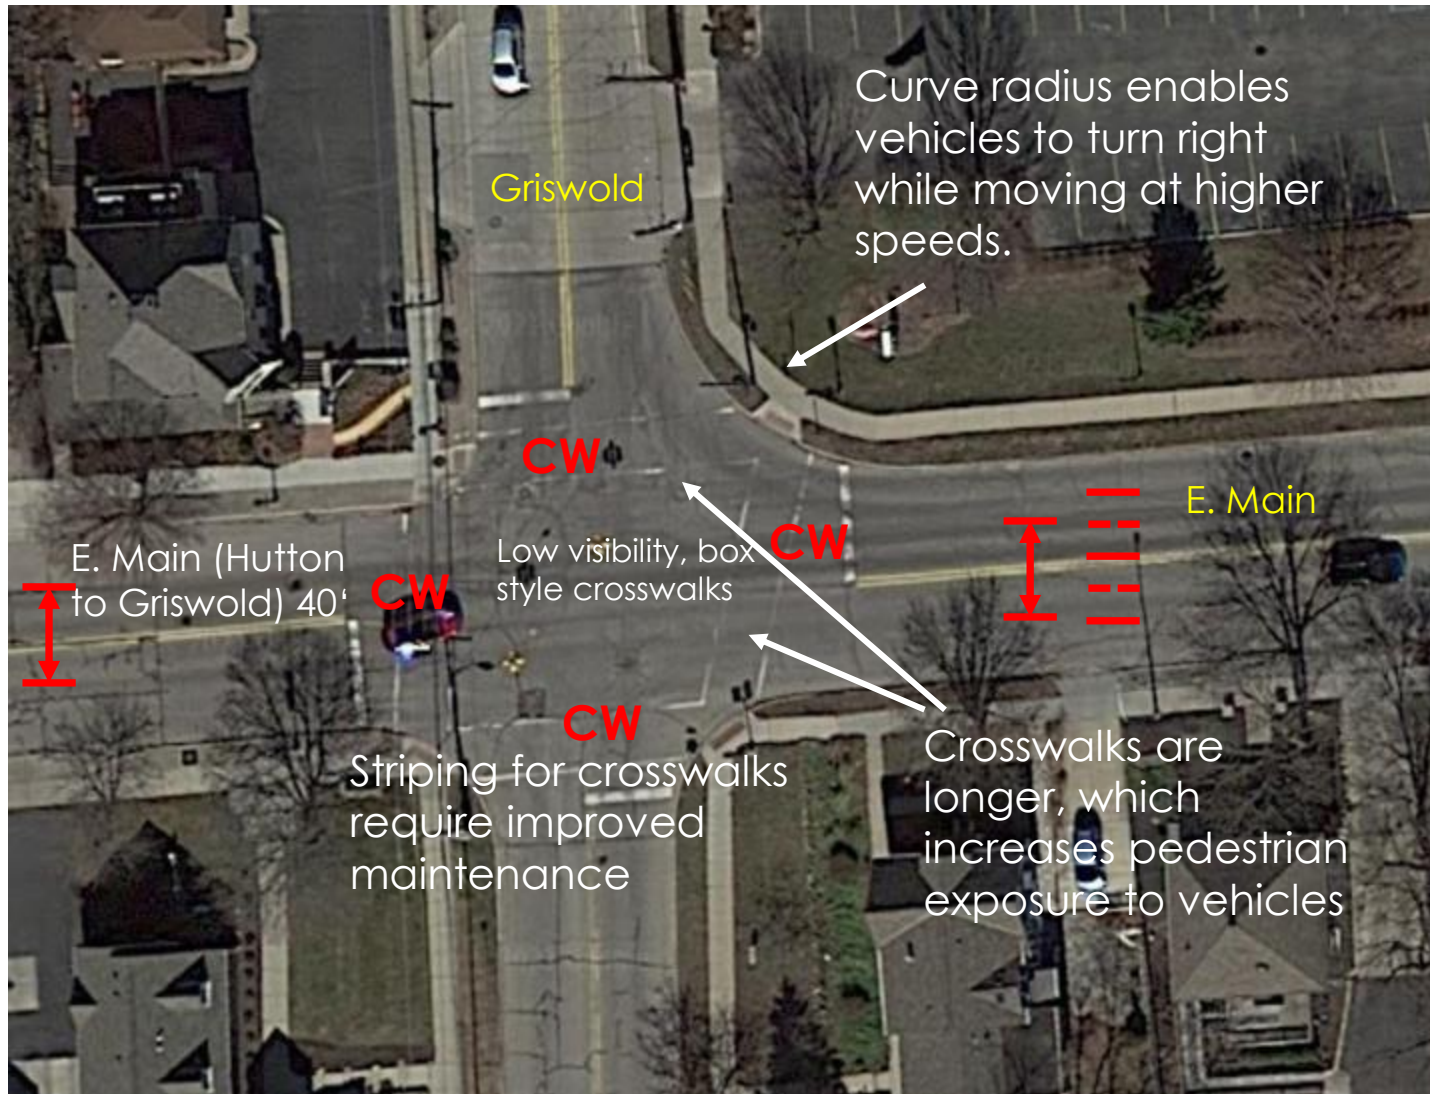 Curve radius enables
vehicles to turn right
while moving at higher
speeds.
Griswold
CW
E. Main
CW
Low visibility, box
style crosswalks
E. Main (Hutton
to Griswold) 40‘
CW
CW
Striping for crosswalks
require improved
maintenance
Crosswalks are
longer, which
increases pedestrian
exposure to vehicles